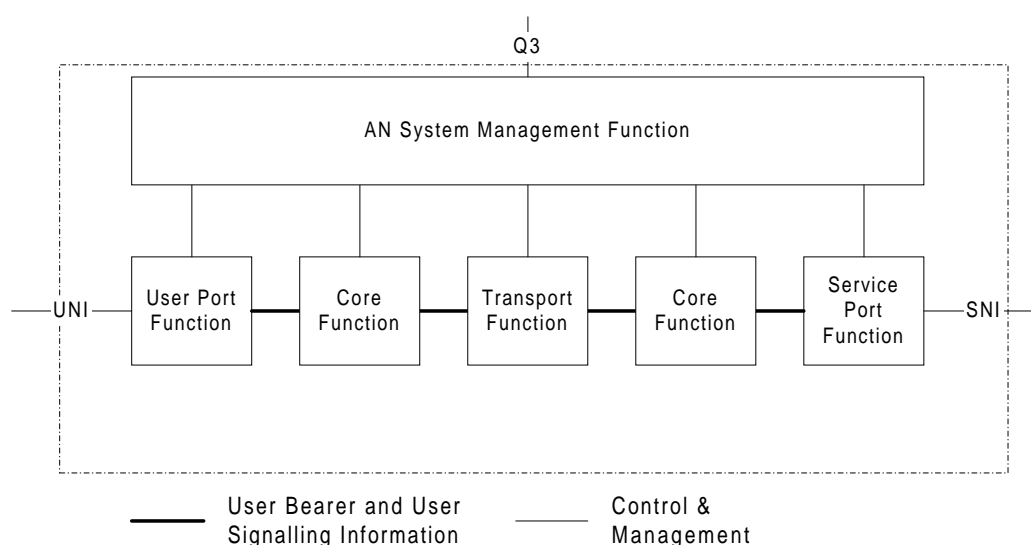 Q3
AN System Management Function
UNI
User Port
Function
Core
Function
Transport
Function
Core
Function
Service
Port
Function
SNI
User Bearer and User
Signalling Information
Control &
Management